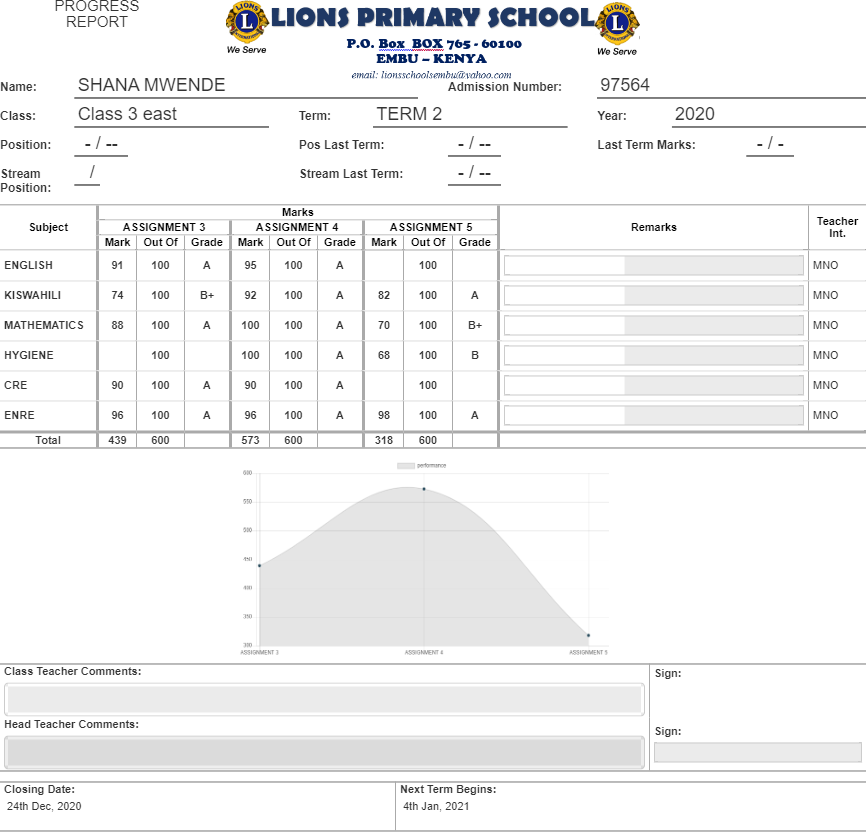 PROGRESS
REPORT
LIONS PRIMARY SCHOOL
P.O. Box BOX 765 - 60100
EMBU – KENYA
email: lionsschoolsembu@yahoo.com
LIONS
L
INTERNATIONAL
We Serve
LIONS
L
INTERNATIONAL
We Serve
Name: SHANA MWENDE Admission Number: 97564
Class: Class 3 east Term: TERM 2 Year: 2020
Position: - / -- Pos Last Term: - / -- Last Term Marks: - / -
Stream Position: / Stream Last Term: - / --
Subject Marks Remarks Teacher Int.
ASSIGNMENT 3 ASSIGNMENT 4 ASSIGNMENT 5
Mark Out Of Grade Mark Out Of Grade Mark Out Of Grade
ENGLISH 91 100 A 95 100 A 100 MNO
KISWAHILI 74 100 B+ 92 100 A 82 100 A MNO
MATHEMATICS 88 100 A 100 100 A 70 100 B+ MNO
HYGIENE 100 100 100 A 68 100 B MNO
CRE 90 100 A 90 100 A 100 MNO
ENRE 96 100 A 96 100 A 98 100 A MNO
Total 439 600 573 600 318 600
performance
600
550
500
450
400
350
300
ASSIGNMENT 3 ASSIGNMENT 4 ASSIGNMENT 5
Class Teacher Comments: Sign:
Head Teacher Comments: Sign:
Closing Date: Next Term Begins:
24th Dec, 2020 4th Jan, 2021